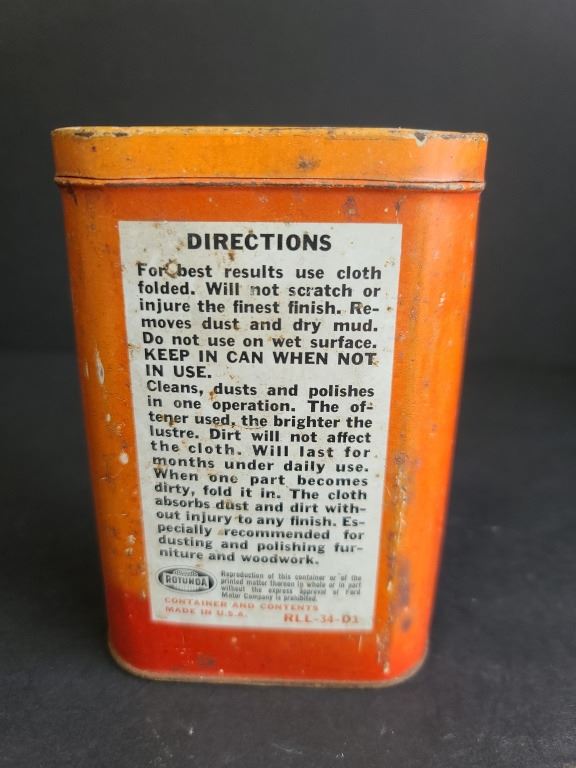 DIRECTIONS
For best results use cloth
folded. Will not scratch or
injure the finest finish. Re-
moves dust and dry mud.
Do not use on wet surface.
KEEP IN CAN WHEN NOT
IN USE.
Cleans, dusts and polishes
in one operation. The of-
tener used, the brighter the
lustre. Dirt will not affect
the cloth. Will last for
months under daily use.
When one part becomes
dirty, fold it in. The cloth
absorbs dust and dirt with-
out injury to any finish. Es-
pecially recommended for
dusting and polishing fur-
niture and woodwork.
ROTUNDA
Reproduction of this container or of the
printed matter thereon in whole or in part
without the express approval of Ford
Motor Company is prohibited.
CONTAINER AND CONTENTS
MADE IN U.S.A.
RLL-34-D1